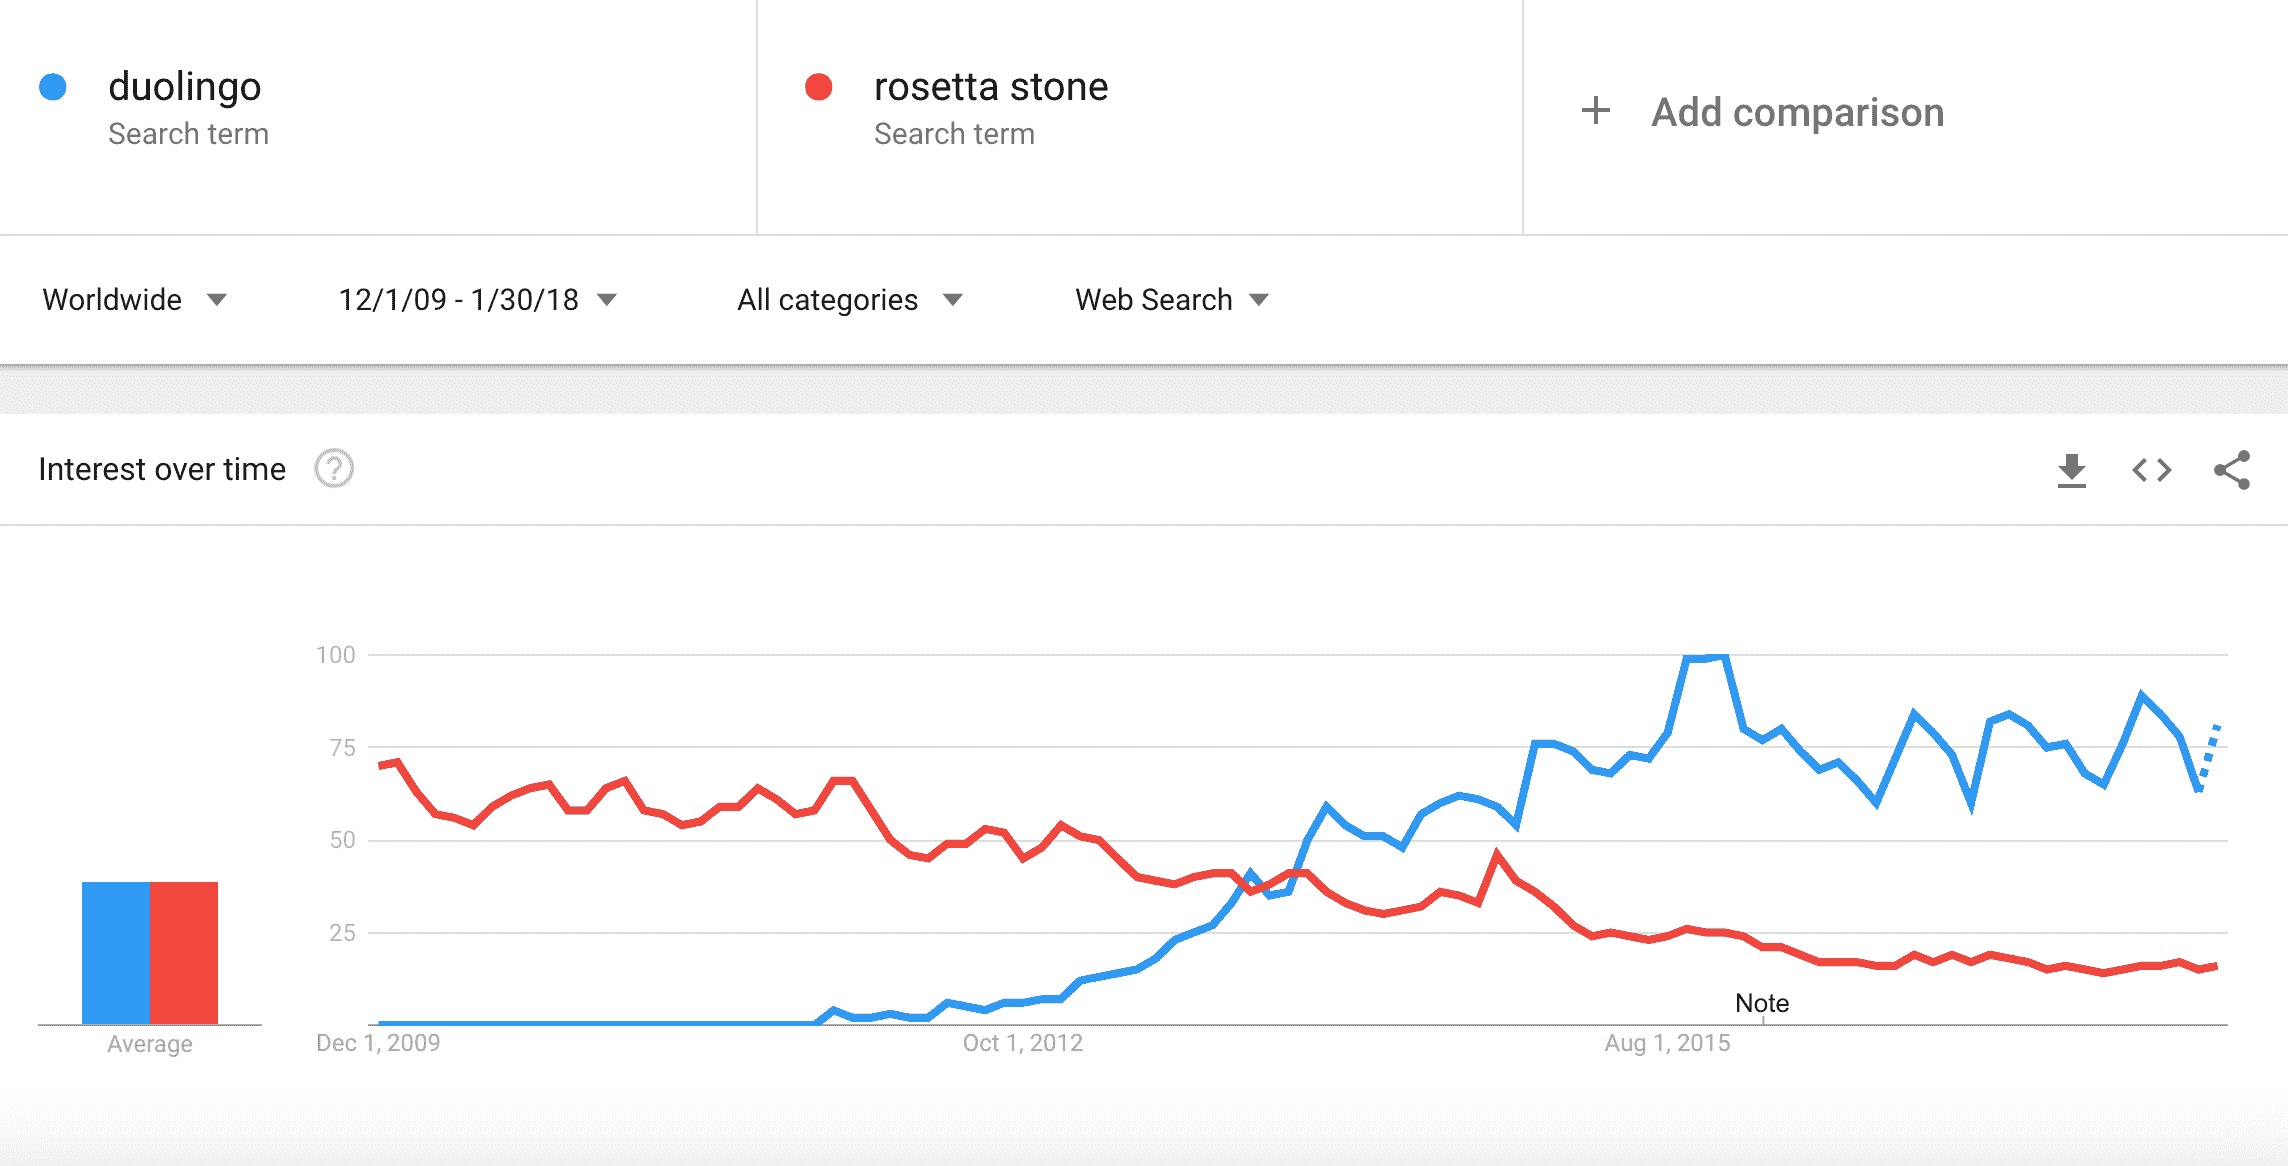 duolingo
Search term
rosetta stone
Search term
+ Add comparison
Worldwide
12/1/09 - 1/30/18
All categories
Web Search
Interest over time ?
100
75
50
25
Note
Average
Dec 1, 2009
Oct 1, 2012
Aug 1, 2015